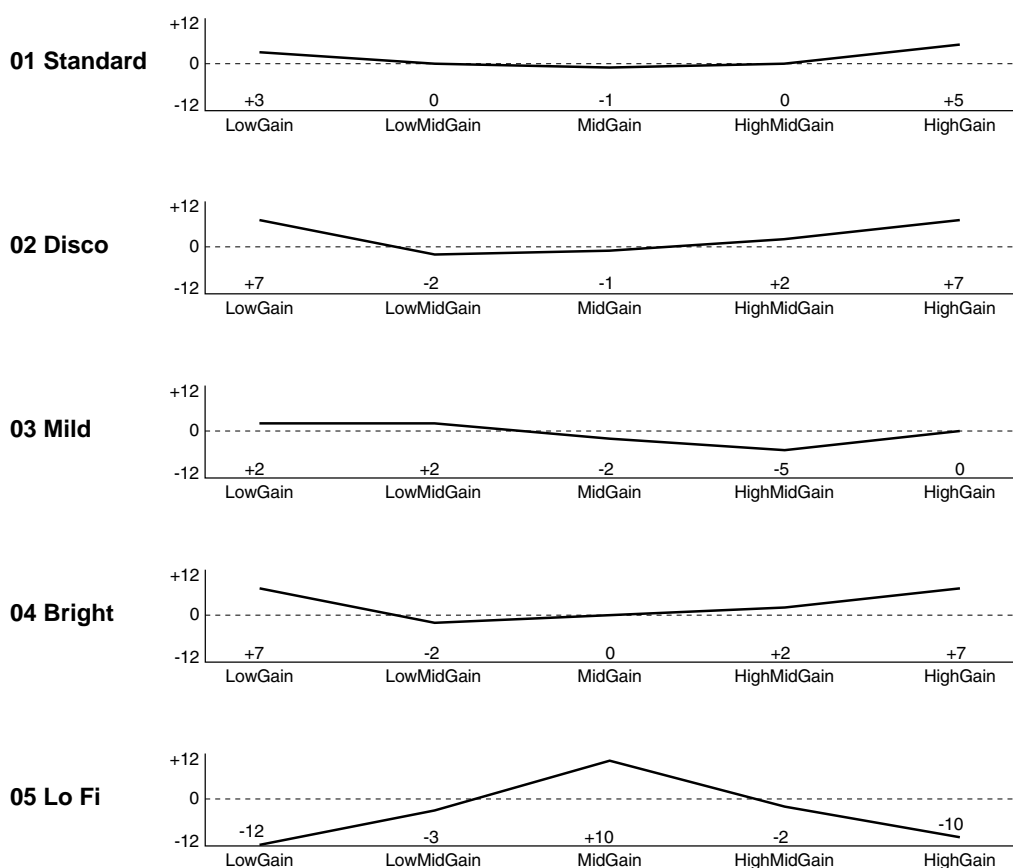 +12
01 Standard
0
-12
+3 0 -1 0 +5
LowGain LowMidGain MidGain HighMidGain HighGain
+12
02 Disco
0
-12
+7 -2 -1 +2 +7
LowGain LowMidGain MidGain HighMidGain HighGain
+12
03 Mild
0
-12
+2 +2 -2 -5 0
LowGain LowMidGain MidGain HighMidGain HighGain
+12
04 Bright
0
-12
+7 -2 0 +2 +7
LowGain LowMidGain MidGain HighMidGain HighGain
+12
05 Lo Fi
0
-12
-12 -3 +10 -2 -10
LowGain LowMidGain MidGain HighMidGain HighGain